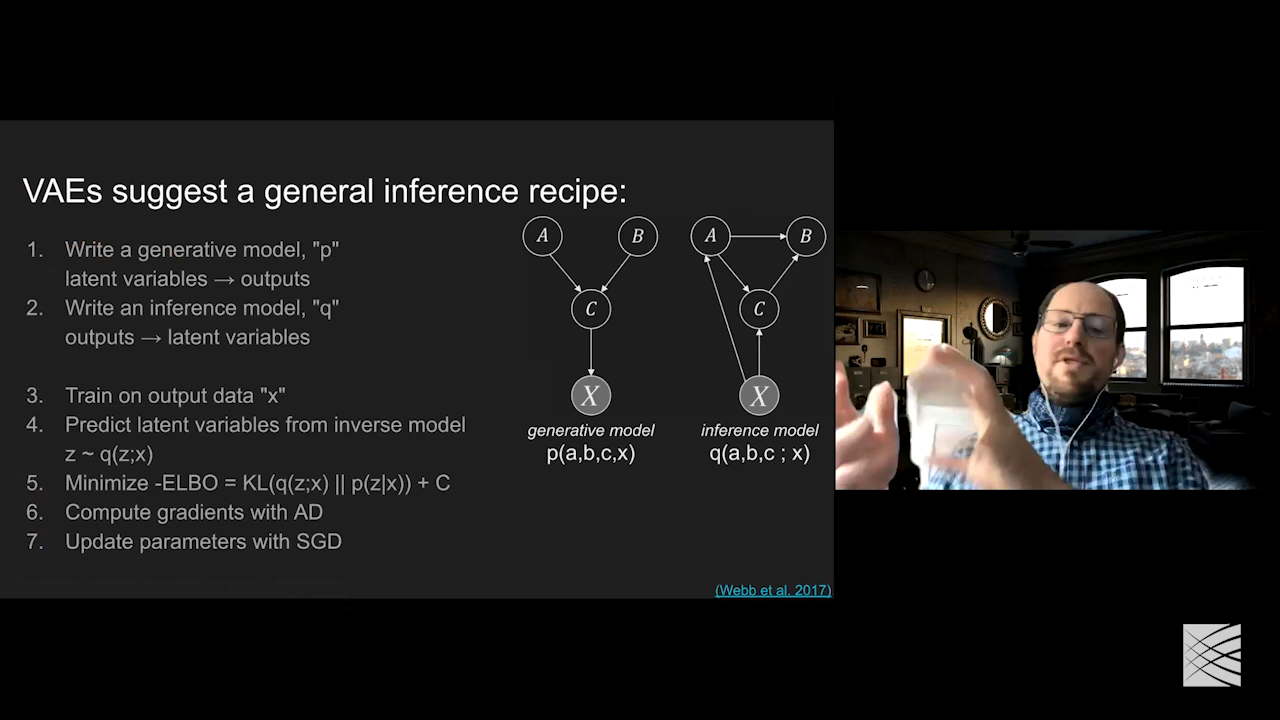 VAEs suggest a general inference recipe:
1. Write a generative model, "p"
latent variables → outputs
2. Write an inference model, "q"
outputs → latent variables
3. Train on output data "x"
4. Predict latent variables from inverse model
z ~ q(z;x)
5. Minimize -ELBO = KL(q(z;x) || p(z|x)) + C
6. Compute gradients with AD
7. Update parameters with SGD
A B
C
X
generative model
p(a,b,c,x)
A B
C
X
inference model
q(a,b,c ; x)
(Webb et al. 2017)